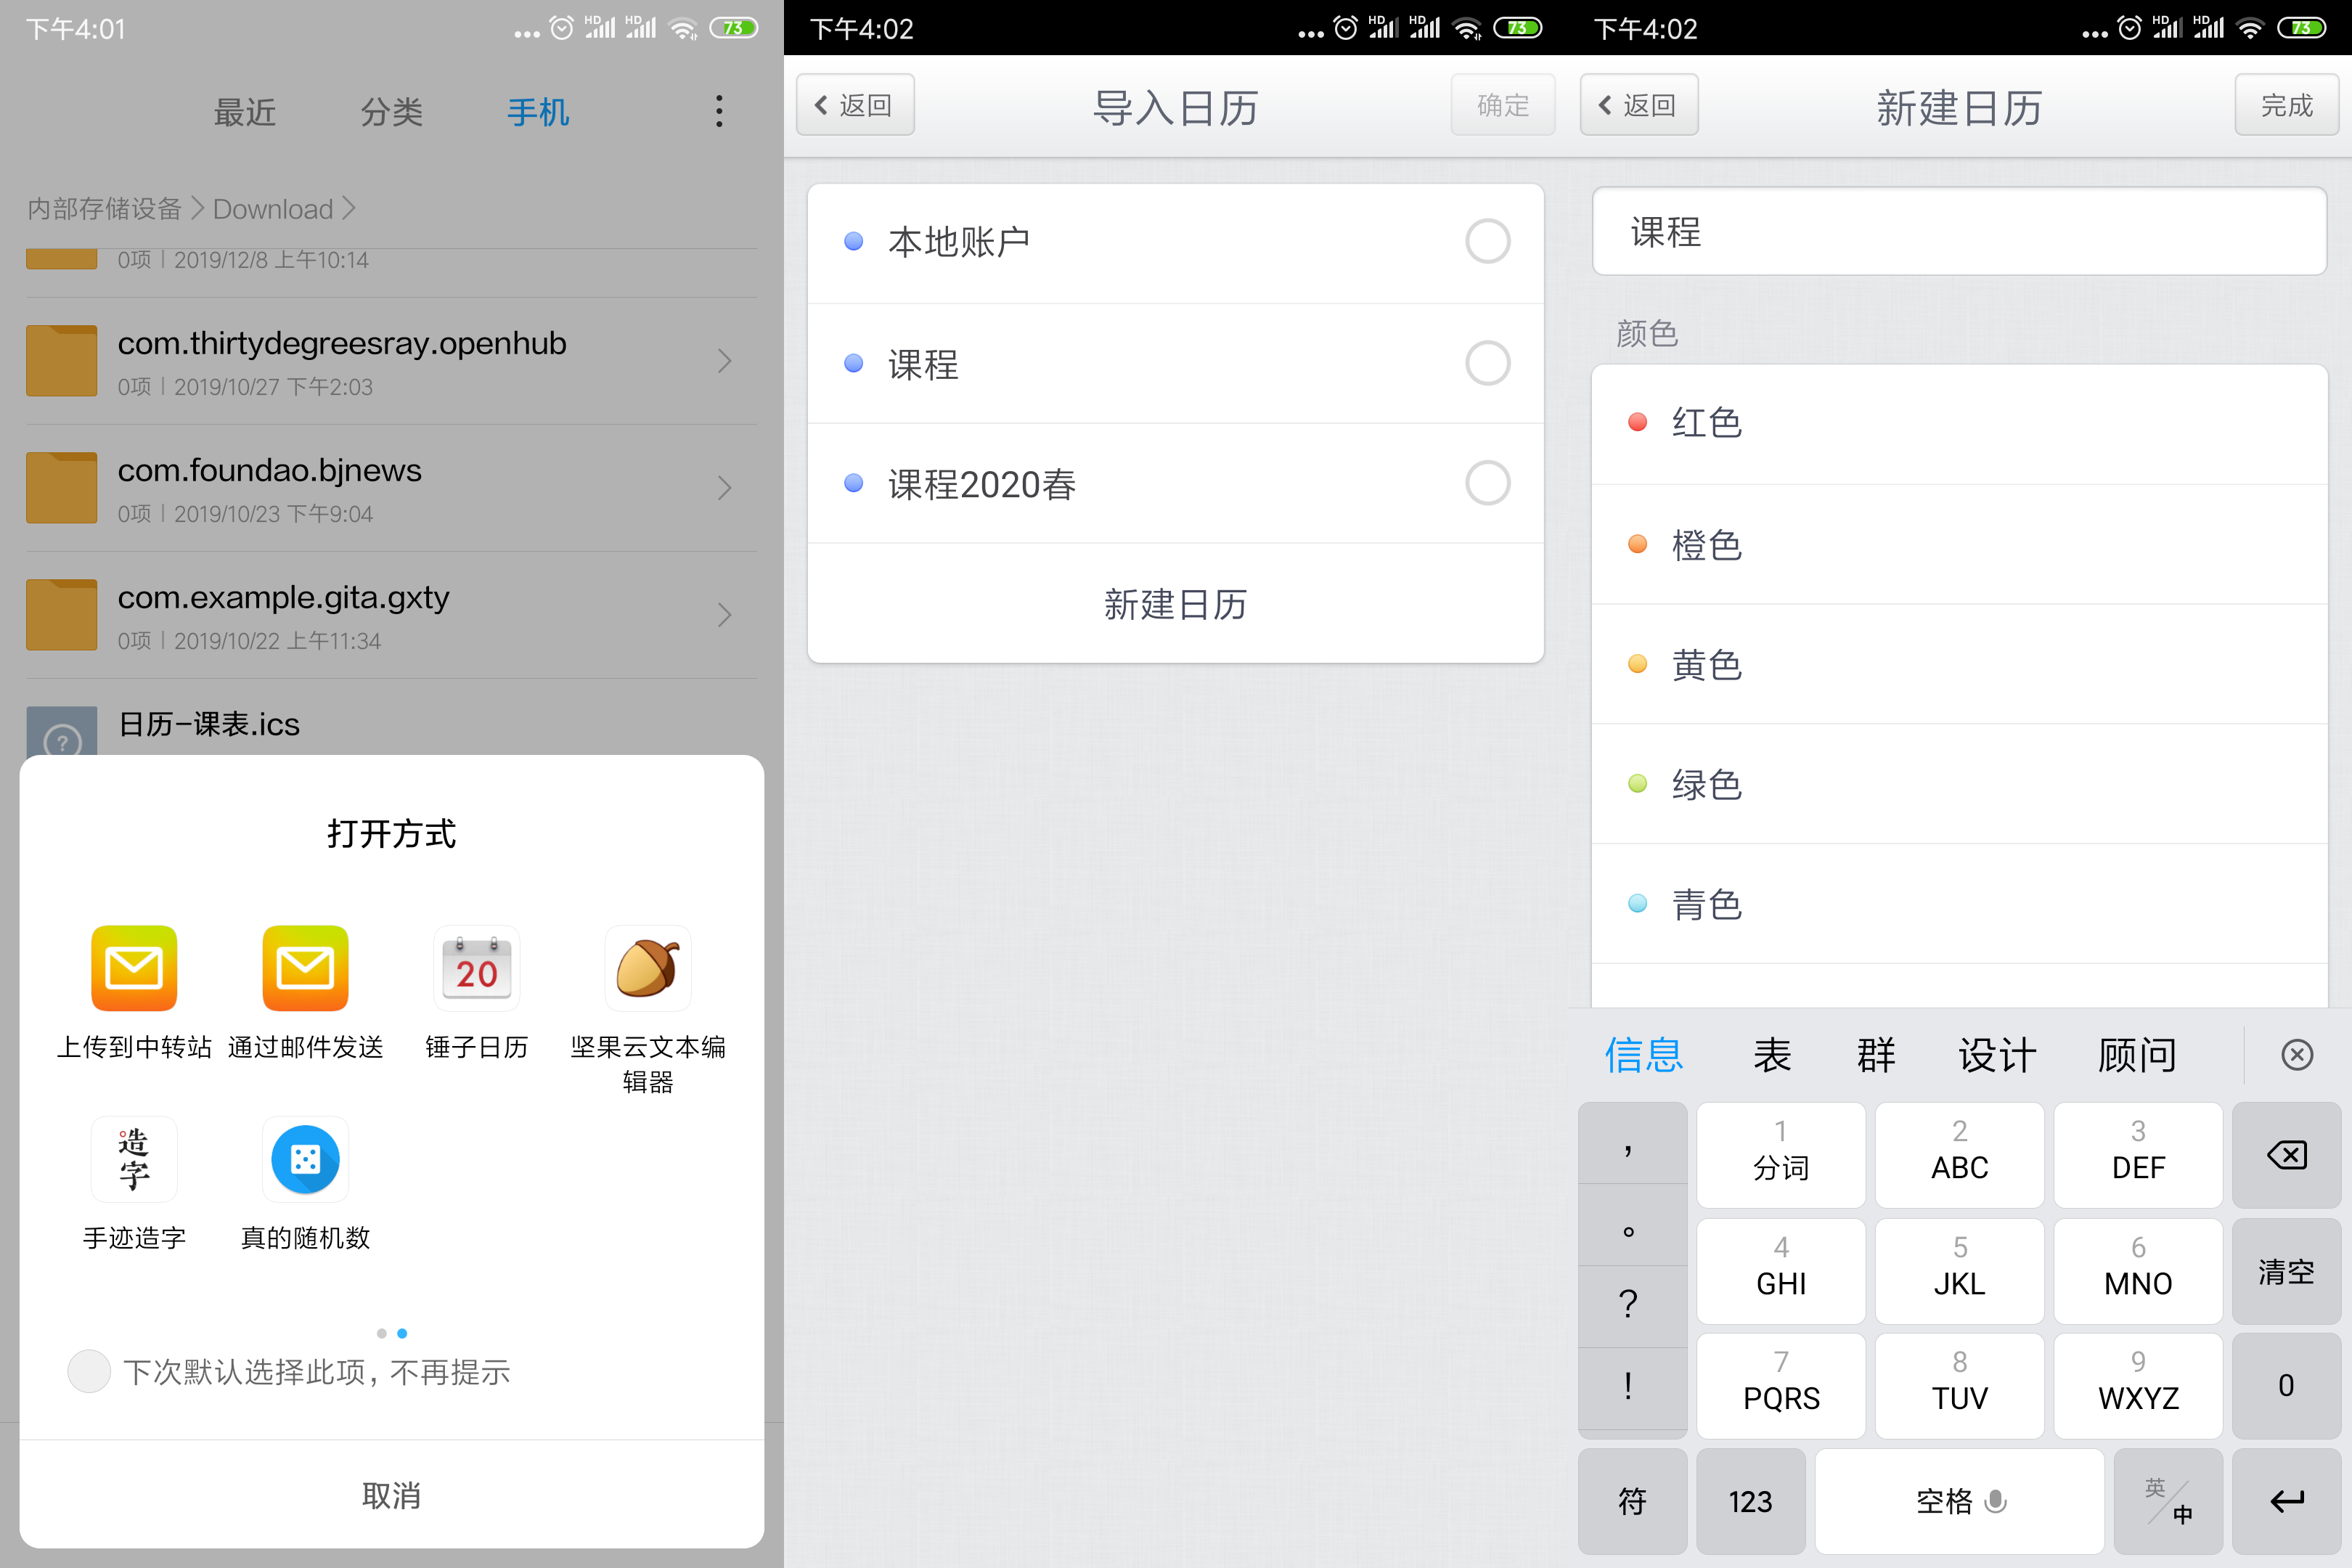 下午4:01
HD
HD
73
最近
分类
手机
内部存储设备
Download
0项 | 2019/12/8 上午10:14
com.thirtydegreesray.openhub
0项 | 2019/10/27 下午2:03
com.foundao.bjnews
0项 | 2019/10/23 下午9:04
com.example.gita.gxty
0项 | 2019/10/22 上午11:34
日历-课表.ics
打开方式
20
上传到中转站
通过邮件发送
锤子日历
坚果云文本编
辑器
造
字
手迹造字
真的随机数
下次默认选择此项，不再提示
取消
下午4:02
HD
HD
73
返回
导入日历
确定
本地账户
课程
课程2020春
新建日历
下午4:02
HD
HD
73
返回
新建日历
完成
课程
颜色
红色
橙色
黄色
绿色
青色
信息
表
群
设计
顾问
，
。
?
!
1
分词
2
ABC
3
DEF
4
GHI
5
JKL
6
MNO
清空
7
PQRS
8
TUV
9
WXYZ
0
符
123
空格
英
中